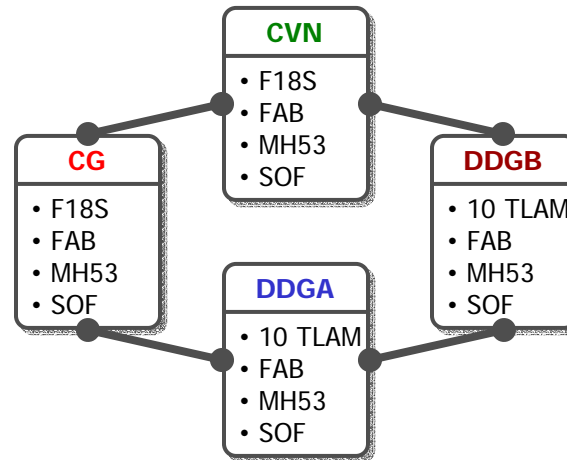 CVN
• F18S
• FAB
• MH53
• SOF
CG
• F18S
• FAB
• MH53
• SOF
DDGB
• 10 TLAM
• FAB
• MH53
• SOF
DDGA
• 10 TLAM
• FAB
• MH53
• SOF